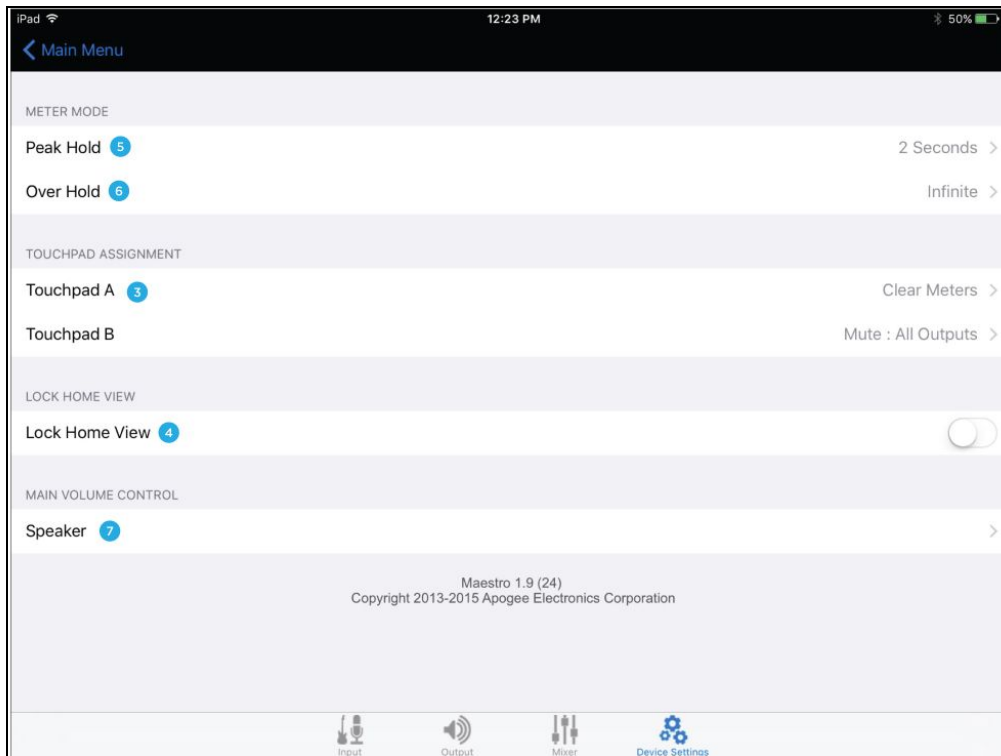 iPad 12:23 PM 50%
Main Menu
METER MODE
Peak Hold 5 2 Seconds
Over Hold 6 Infinite
TOUCHPAD ASSIGNMENT
Touchpad A 3 Clear Meters
Touchpad B Mute : All Outputs
LOCK HOME VIEW
Lock Home View 4
MAIN VOLUME CONTROL
Speaker 7
Maestro 1.9 (24)
Copyright 2013-2015 Apogee Electronics Corporation
Input Output Mixer Device Settings